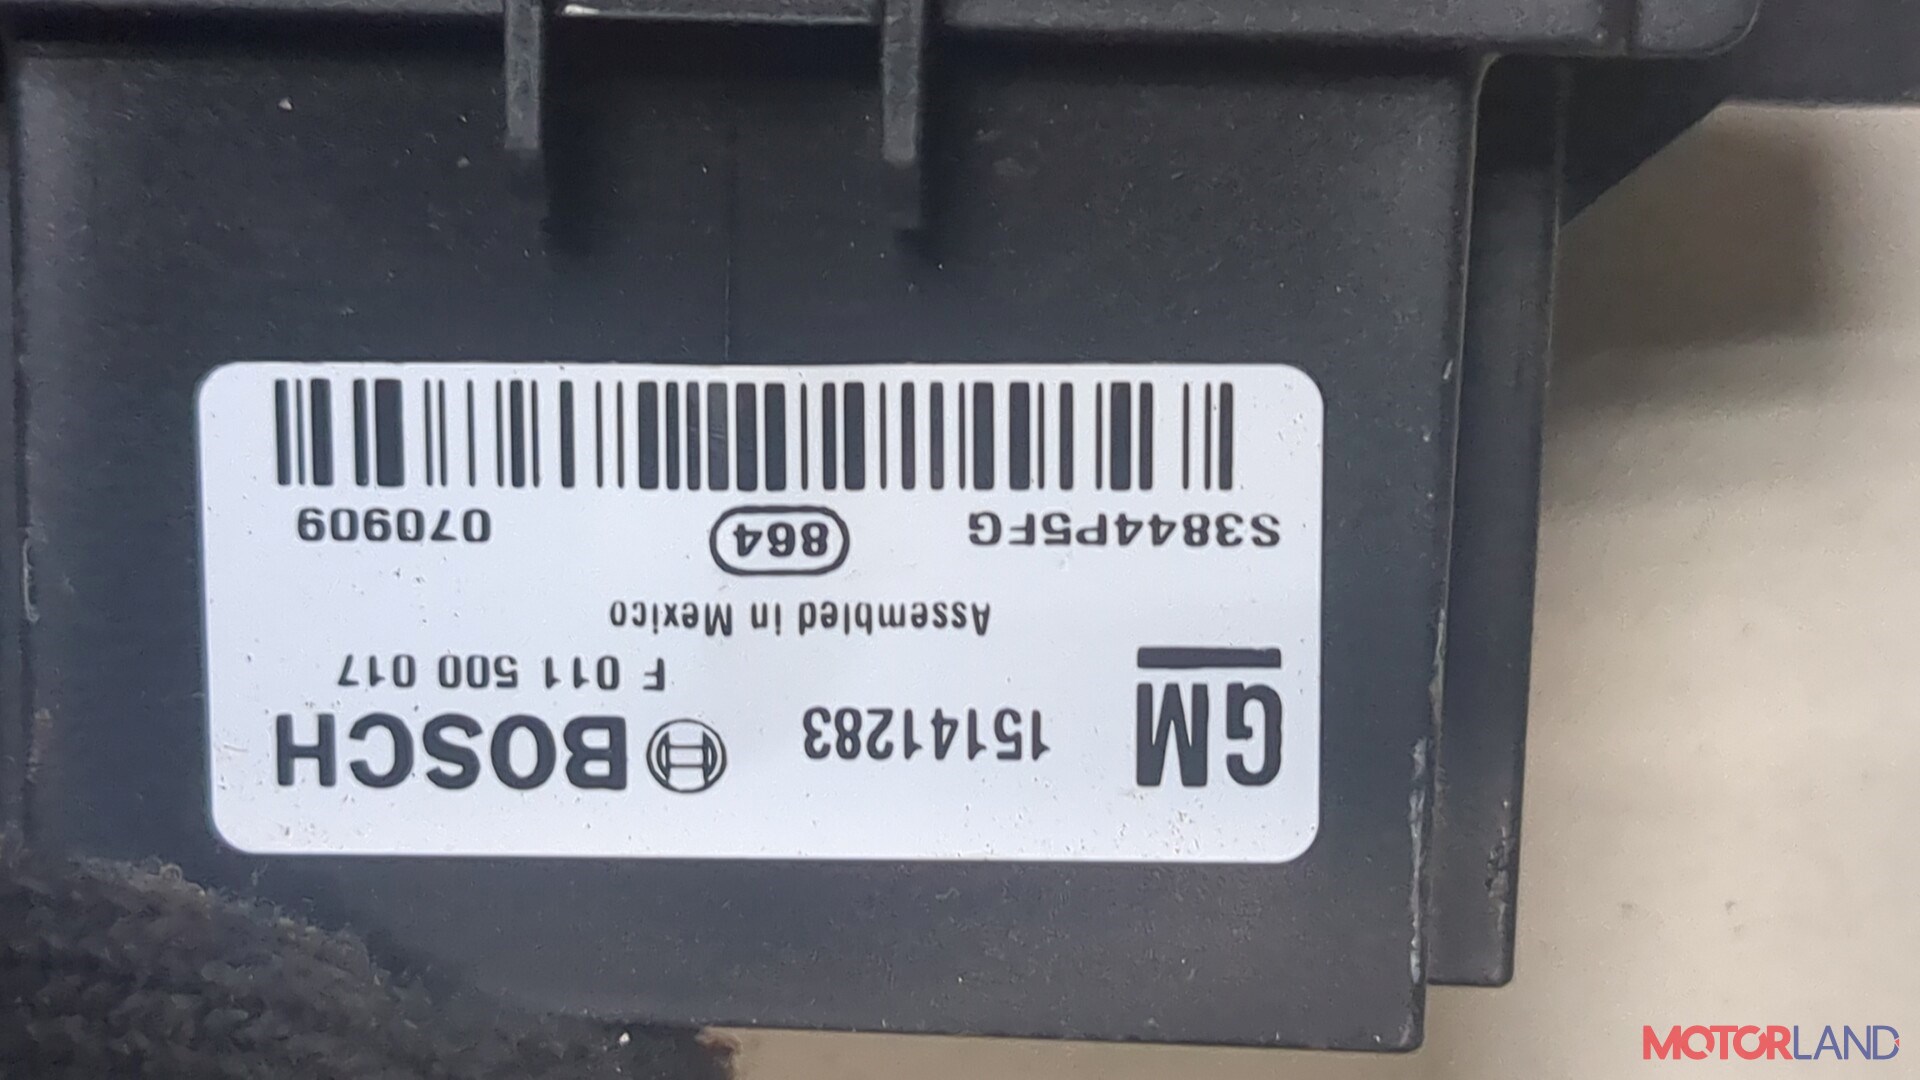 GM 15141283 BOSCH
F 011 500 017
Assembled in Mexico
S3844P5FG 864 070909
MOTORLAND